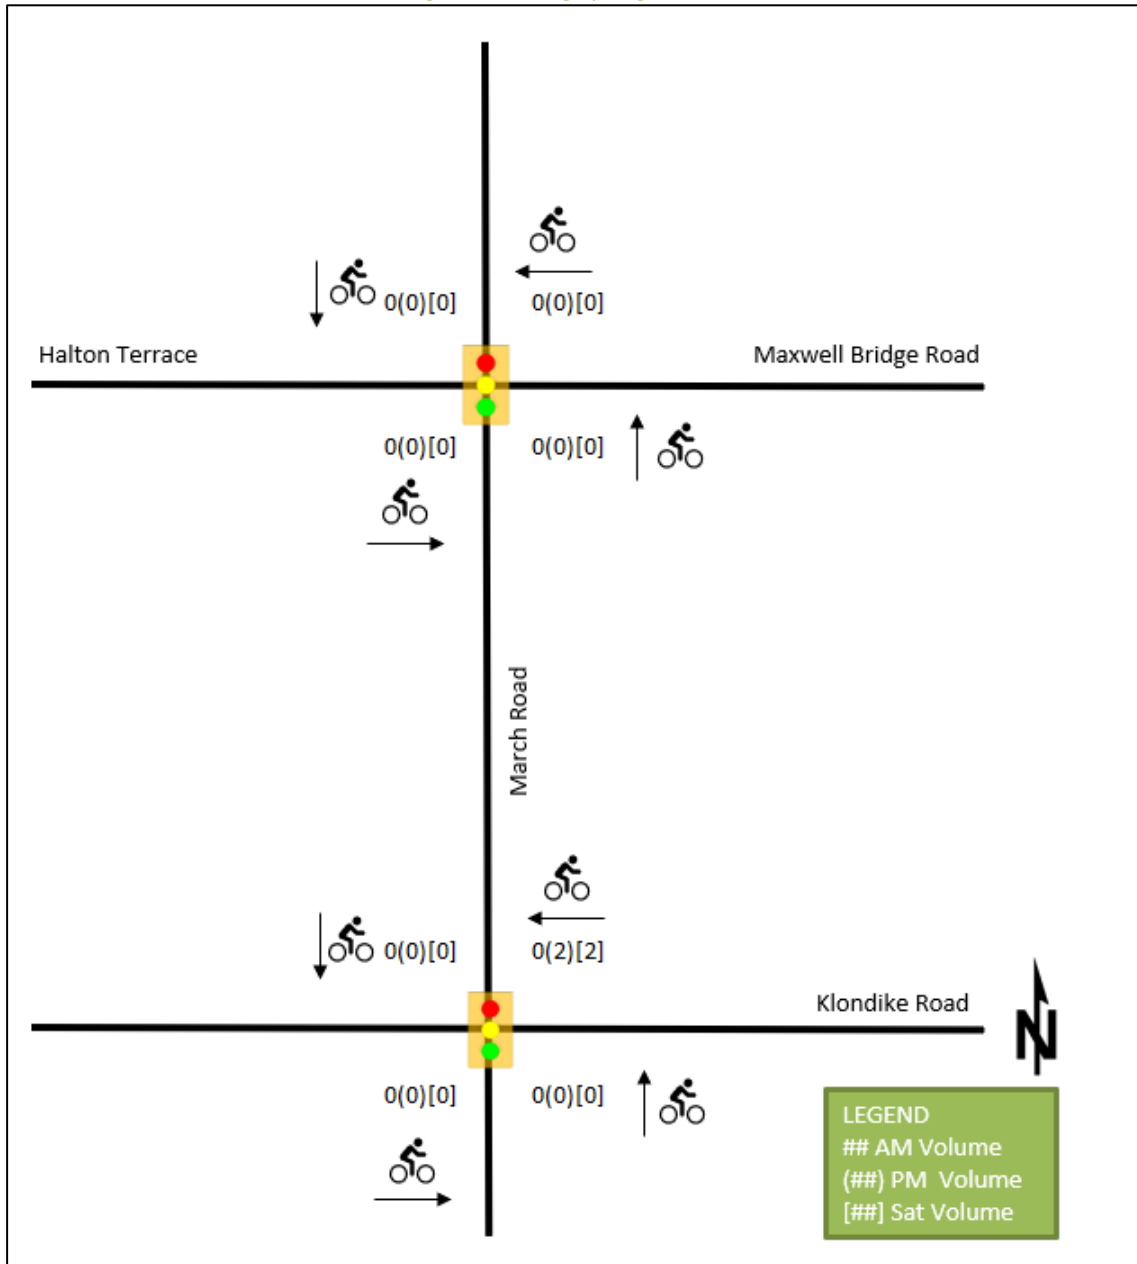 0(0)[0] 0(0)[0]
Halton Terrace
Maxwell Bridge Road
0(0)[0] 0(0)[0]
March Road
0(0)[0] 0(2)[2]
Klondike Road
N
0(0)[0] 0(0)[0]
LEGEND
## AM Volume
(##) PM Volume
[##] Sat Volume